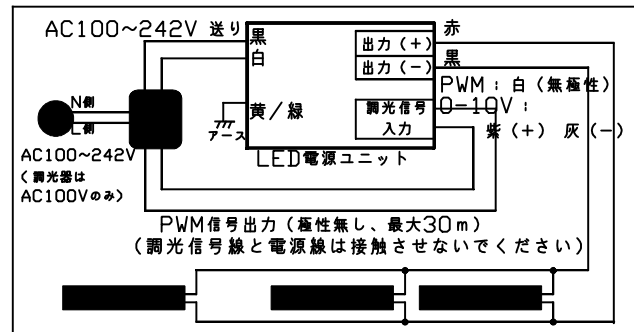 AC100~242V 送り
黒
白
黄/緑
アース
出力(+)
出力(-)
調光信号
入力
LED電源ユニット
赤
黒
PWM:白(無極性)
0-10V:
紫(+) 灰(-)
N側
L側
AC100~242V
(調光器は
AC100Vのみ)
PWM信号出力(極性無し、最大30m)
(調光信号線と電源線は接触させないでください)